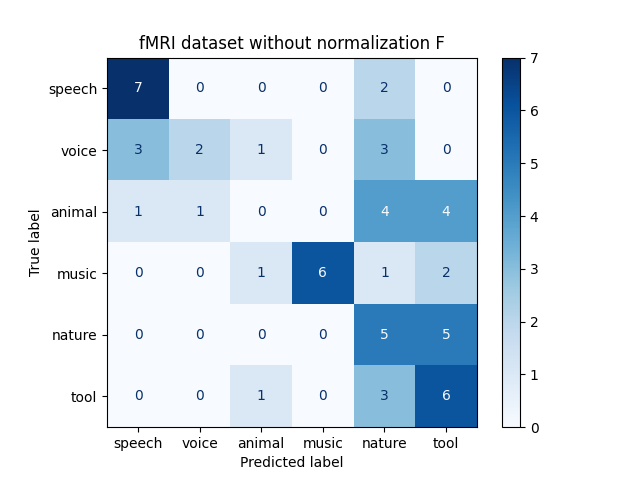 fMRI dataset without normalization F
speech 7 0 0 0 2 0
voice 3 2 1 0 3 0
animal 1 1 0 0 4 4
music 0 0 1 6 1 2
nature 0 0 0 0 5 5
tool 0 0 1 0 3 6
speech voice animal music nature tool
Predicted label
True label
7
6
5
4
3
2
1
0